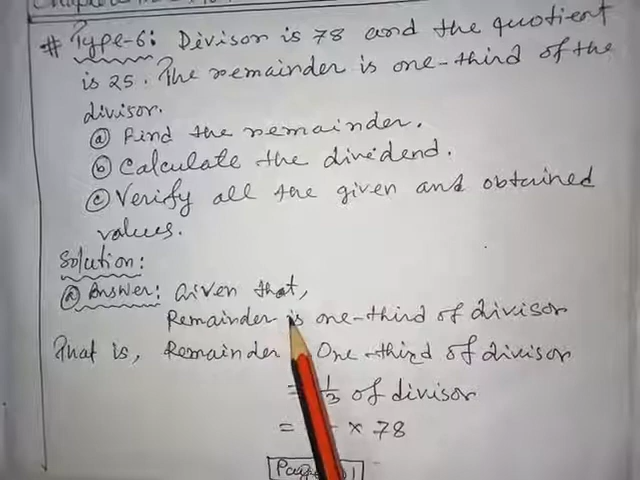 # Type-6: Divisor is 78 and the quotient
is 25. The remainder is one-third of the
divisor.
ⓐ Find the remainder.
ⓑ Calculate the dividend.
ⓒ Verify all the given and obtained
values.
Solution:
ⓐ Answer: Given that,
Remainder is one-third of divisor
That is, Remainder One-third of divisor
= 1/3 of divisor
= × 78